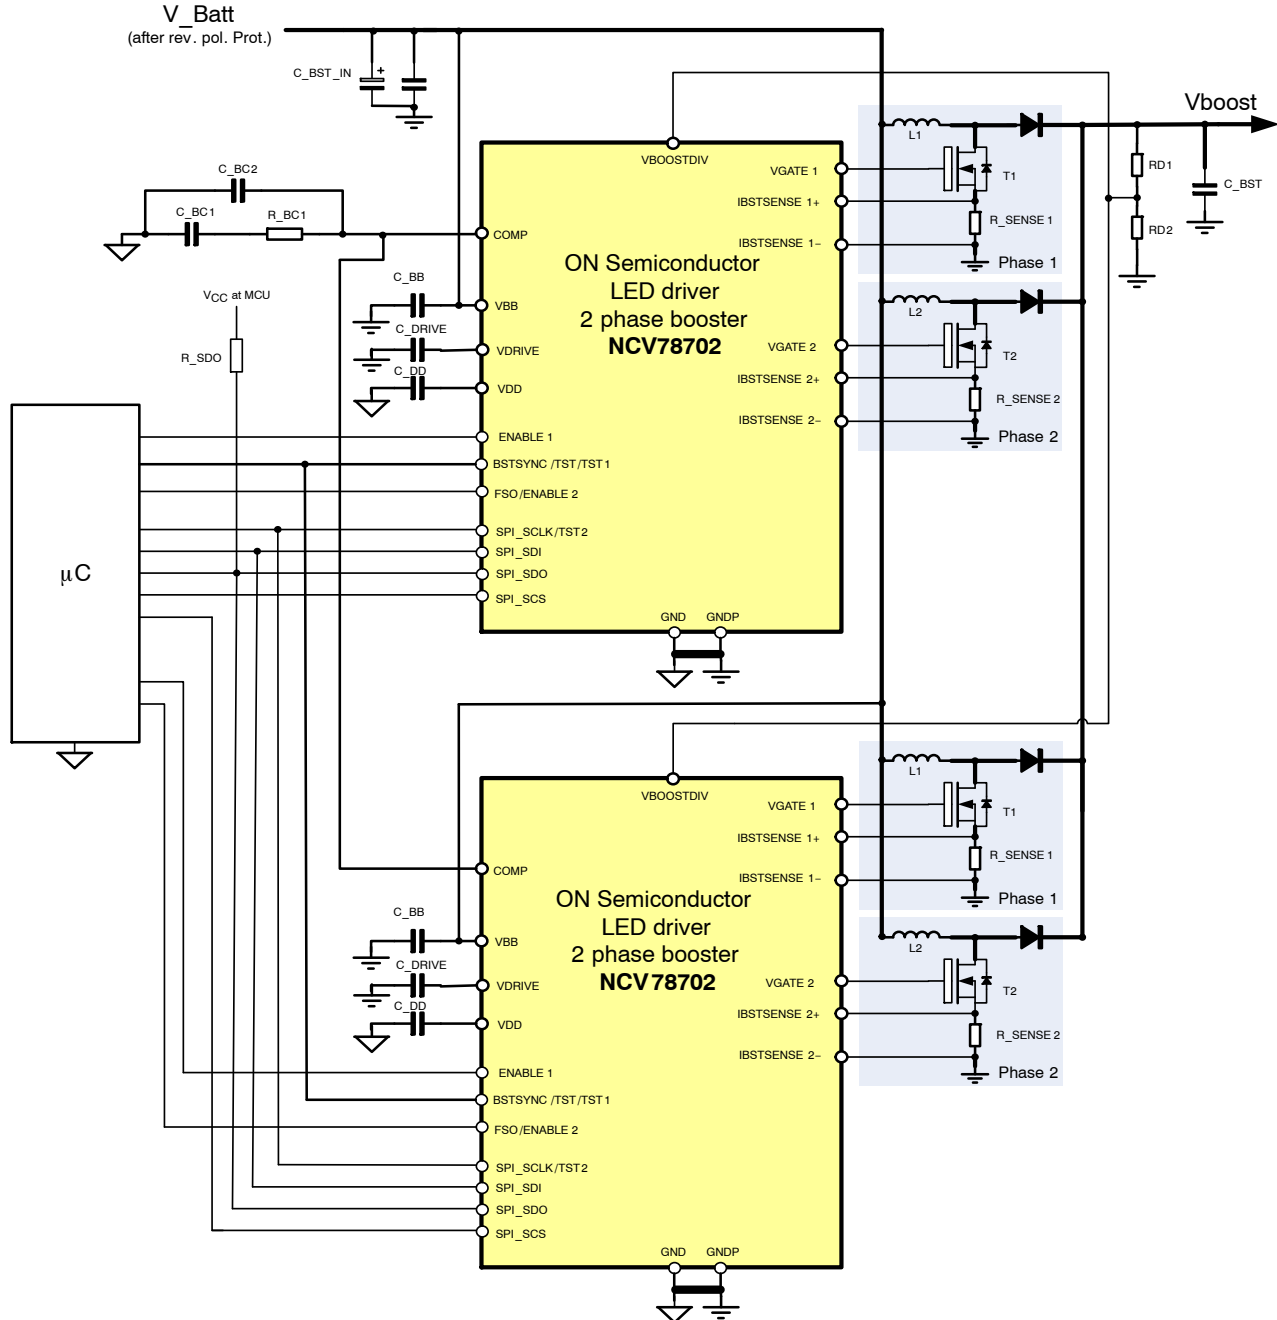 V_Batt
(after rev. pol. Prot.)
C_BST_IN
+
Vboost
L1
VBOOSTDIV
VGATE 1
T1
RD1
C_BC2
C_BST
IBSTSENSE 1+
C_BC1
R_BC1
R_SENSE 1
RD2
COMP
IBSTSENSE 1−
Phase 1
ON Semiconductor
LED driver
2 phase booster
NCV78702
C_BB
VCC at MCU
VBB
L2
C_DRIVE
VDRIVE
VGATE 2
R_SDO
T2
C_DD
VDD
IBSTSENSE 2+
R_SENSE 2
IBSTSENSE 2−
ENABLE 1
Phase 2
BSTSYNC /TST/TST1
FSO/ENABLE 2
SPI_SCLK/TST2
SPI_SDI
μC
SPI_SDO
SPI_SCS
GND
GNDP
L1
VBOOSTDIV
VGATE 1
T1
IBSTSENSE 1+
R_SENSE 1
COMP
IBSTSENSE 1−
Phase 1
ON Semiconductor
LED driver
2 phase booster
NCV78702
C_BB
VBB
L2
C_DRIVE
VDRIVE
VGATE 2
T2
C_DD
VDD
IBSTSENSE 2+
R_SENSE 2
IBSTSENSE 2−
ENABLE 1
Phase 2
BSTSYNC /TST/TST1
FSO/ENABLE 2
SPI_SCLK/TST2
SPI_SDI
SPI_SDO
SPI_SCS
GND
GNDP